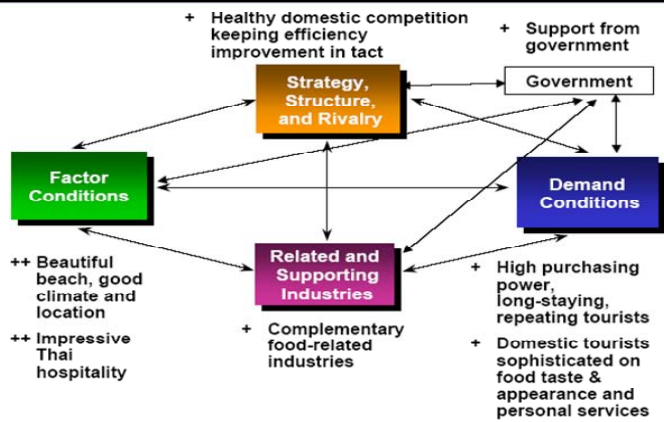 + Healthy domestic competition
keeping efficiency
improvement in tact
+ Support from
government
Strategy,
Structure,
and Rivalry
Government
Factor
Conditions
Demand
Conditions
Related and
Supporting
Industries
++ Beautiful
beach, good
climate and
location
++ Impressive
Thai
hospitality
+ Complementary
food-related
industries
+ High purchasing
power,
long-staying,
repeating tourists
+ Domestic tourists
sophisticated on
food taste &
appearance and
personal services